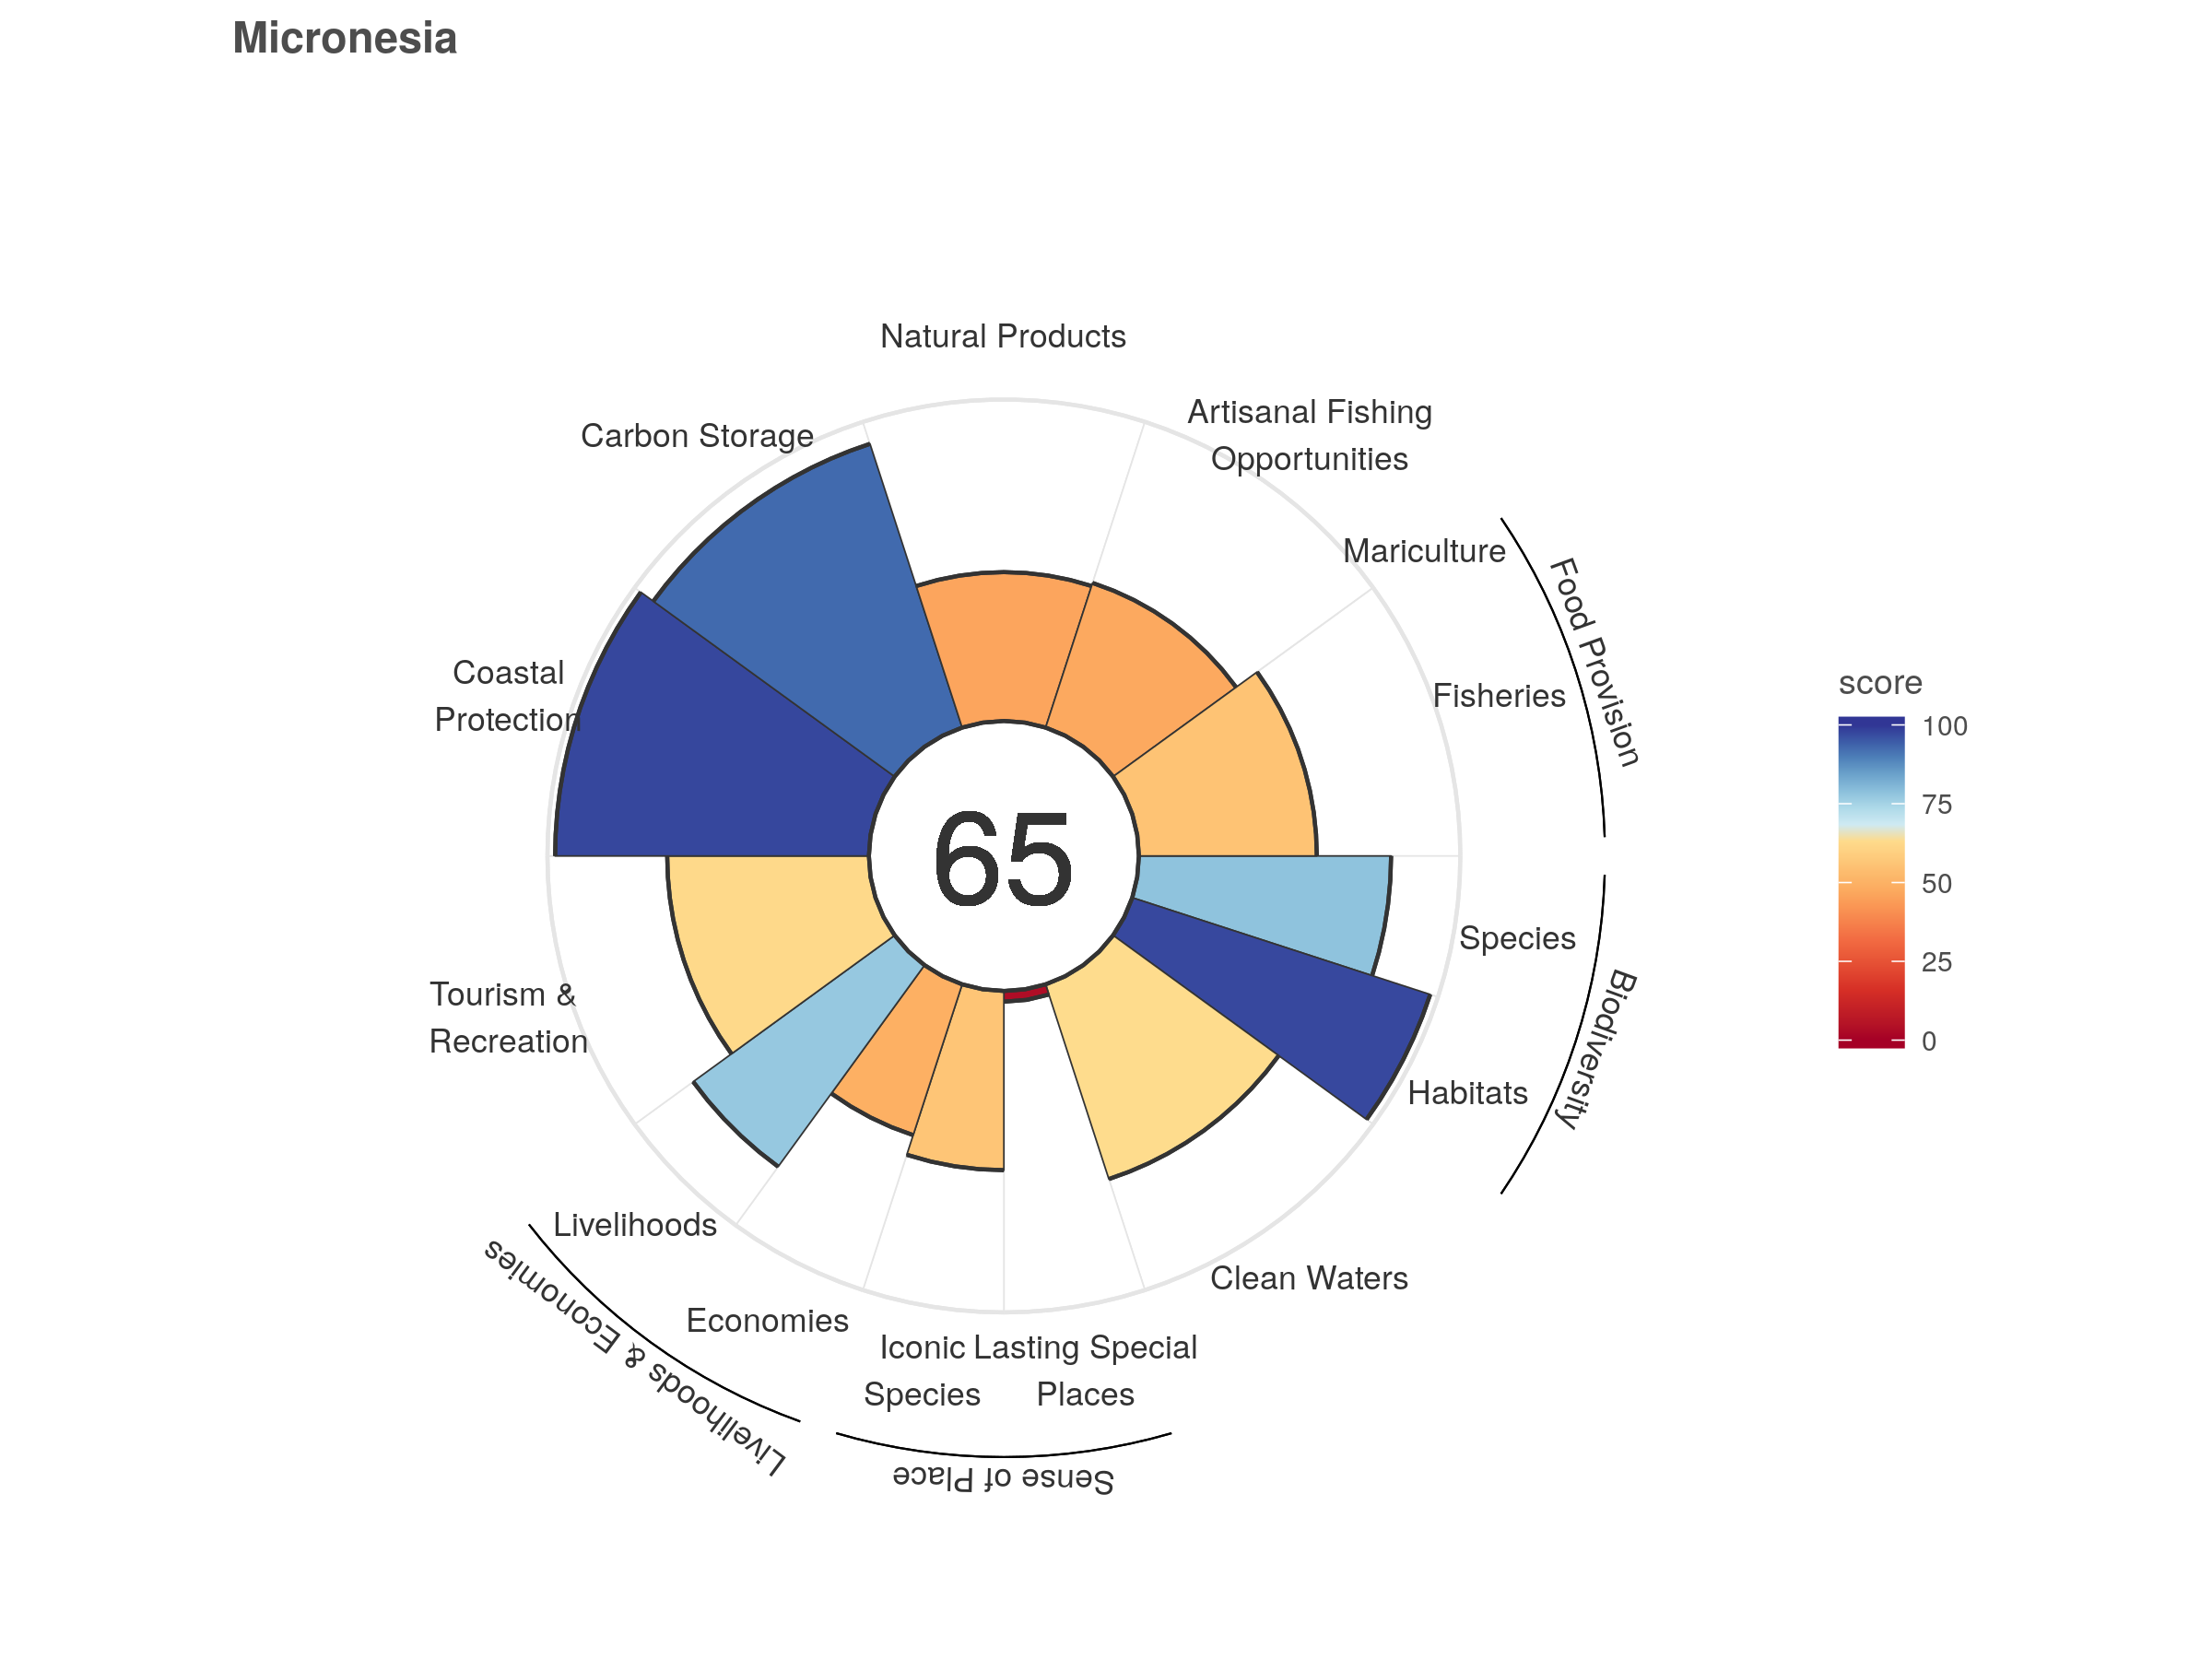 Micronesia
Natural Products
Artisanal Fishing
Opportunities
Carbon Storage
Mariculture
Food Provision
Fisheries
Coastal
Protection
65
score
100
75
50
25
0
Species
Biodiversity
Habitats
Tourism &
Recreation
Livelihoods
Livelihoods & Economies
Economies
Clean Waters
Iconic
Species
Lasting Special
Places
Sense of Place